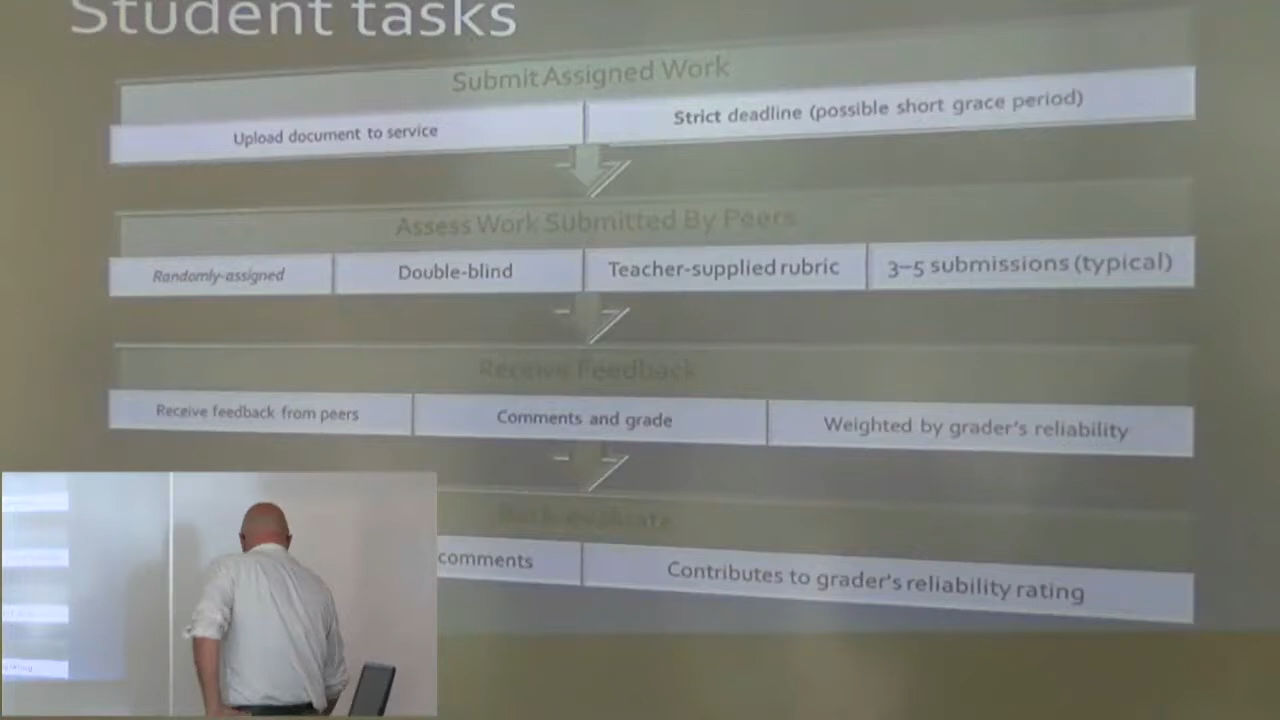 Student tasks
Submit Assigned Work
Upload document to service
Strict deadline (possible short grace period)
Assess Work Submitted By Peers
Randomly-assigned
Double-blind
Teacher-supplied rubric
3–5 submissions (typical)
Receive Feedback
Receive feedback from peers
Comments and grade
Weighted by grader's reliability
Back-evaluate
comments
Contributes to grader's reliability rating